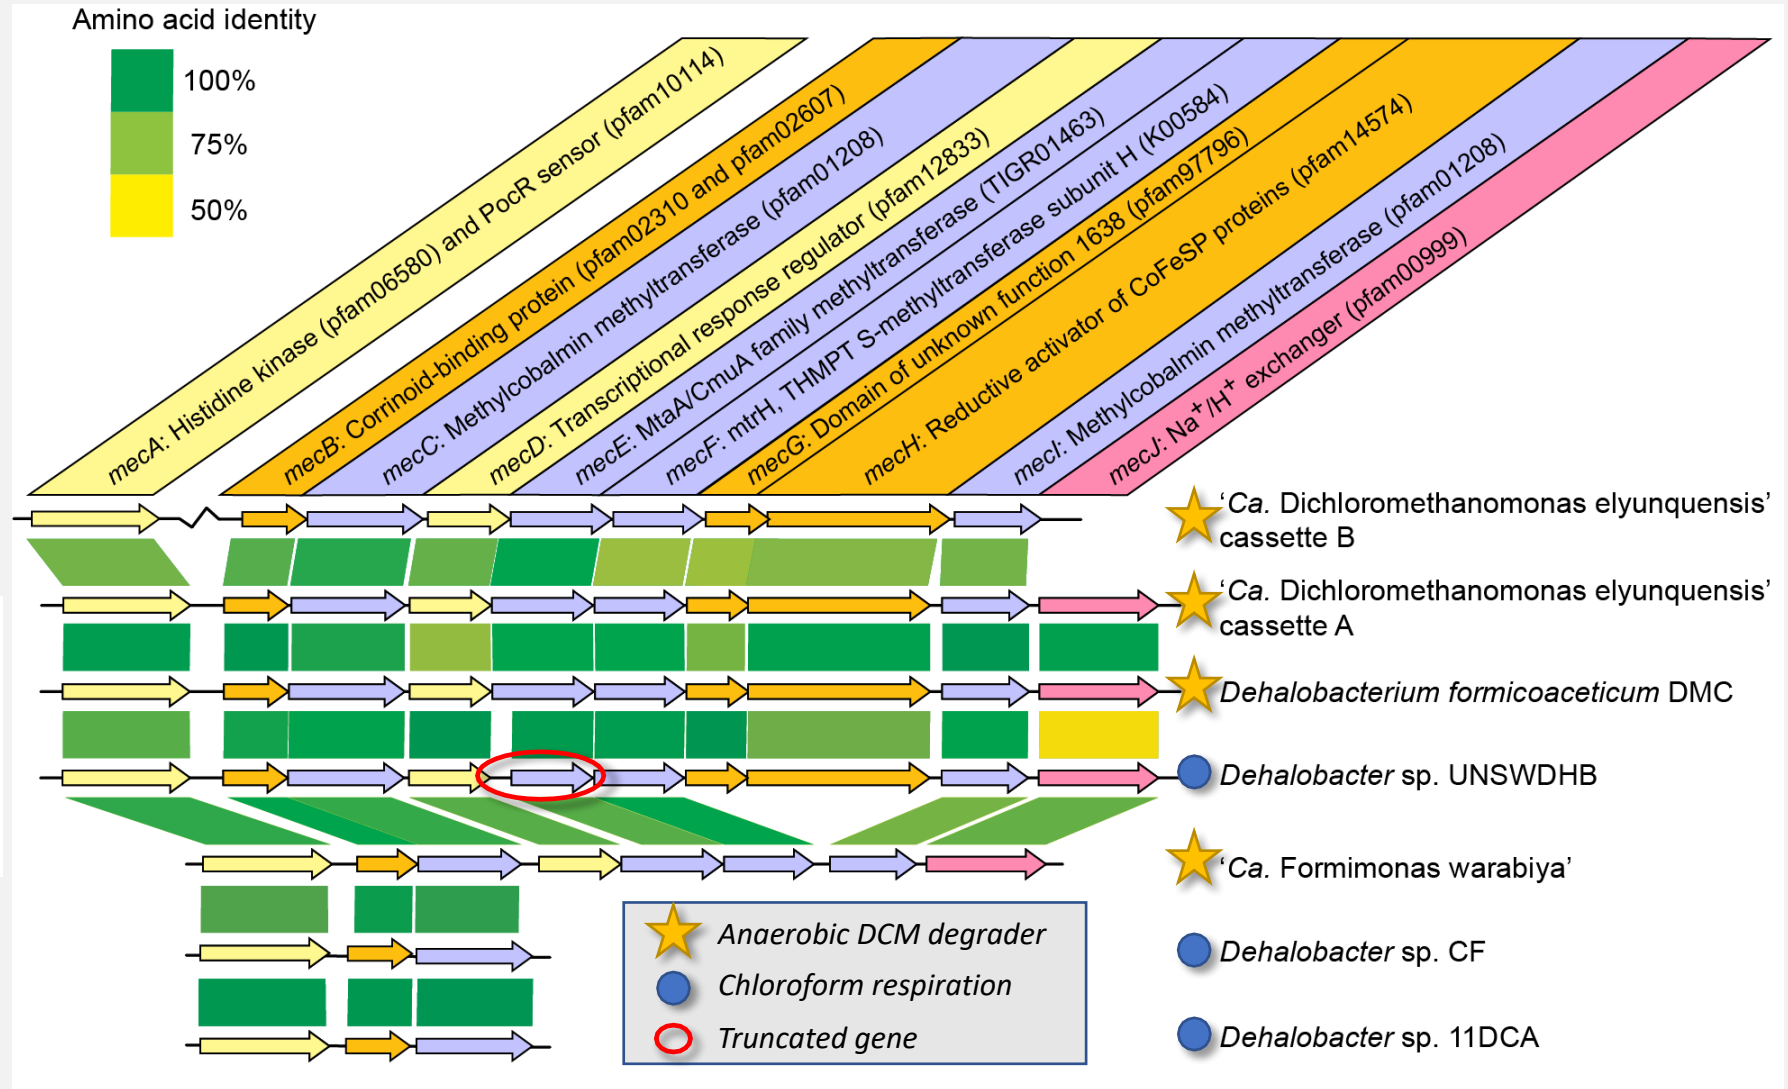 Amino acid identity
100%
75%
50%
mecA: Histidine kinase (pfam06580) and PocR sensor (pfam10114)
mecB: Corrinoid-binding protein (pfam02310 and pfam02607)
mecC: Methylcobalmin methyltransferase (pfam01208)
mecD: Transcriptional response regulator (pfam12833)
mecE: MtaA/CmuA family methyltransferase (TIGR01463)
mecF: mtrH, THMPT S-methyltransferase subunit H (K00584)
mecG: Domain of unknown function 1638 (pfam97796)
mecH: Reductive activator of CoFeSP proteins (pfam14574)
mecI: Methylcobalmin methyltransferase (pfam01208)
mecJ: Na⁺/H⁺ exchanger (pfam00999)
‘Ca. Dichloromethanomonas elyunquensis’
cassette B
‘Ca. Dichloromethanomonas elyunquensis’
cassette A
Dehalobacterium formicoaceticum DMC
Dehalobacter sp. UNSWDHB
‘Ca. Formimonas warabiya’
Dehalobacter sp. CF
Dehalobacter sp. 11DCA
Anaerobic DCM degrader
Chloroform respiration
Truncated gene